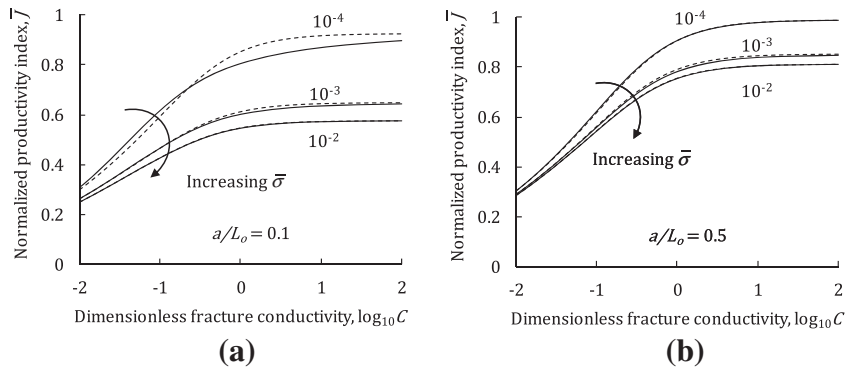 Normalized productivity index, J̅
1
0.8
0.6
0.4
0.2
0
10⁻⁴
10⁻³
10⁻²
Increasing σ̅
a/Lₒ = 0.1
-2
-1
0
1
2
Dimensionless fracture conductivity, log₁₀C
(a)
Normalized productivity index, J̅
1
0.8
0.6
0.4
0.2
0
10⁻⁴
10⁻³
10⁻²
Increasing σ̅
a/Lₒ = 0.5
-2
-1
0
1
2
Dimensionless fracture conductivity, log₁₀C
(b)